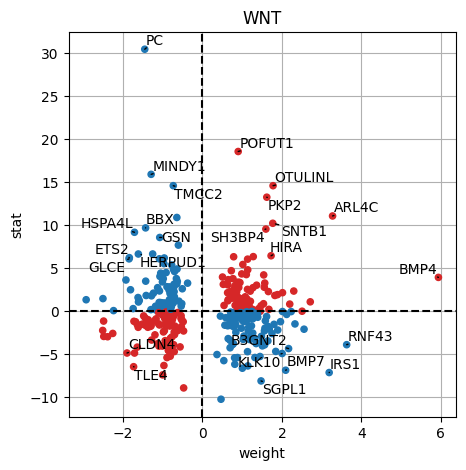 WNT
PC
30
25
20
15
10
5
0
−5
−10
stat
POFUT1
MINDY1
OTULINL
TMCC2
PKP2
ARL4C
BBX
HSPA4L
SNTB1
GSN
SH3BP4
HIRA
ETS2
HERPUD1
GLCE
BMP4
B3GNT2
RNF43
CLDN4
KLK10
BMP7
IRS1
TLE4
SGPL1
−2
0
2
4
6
weight